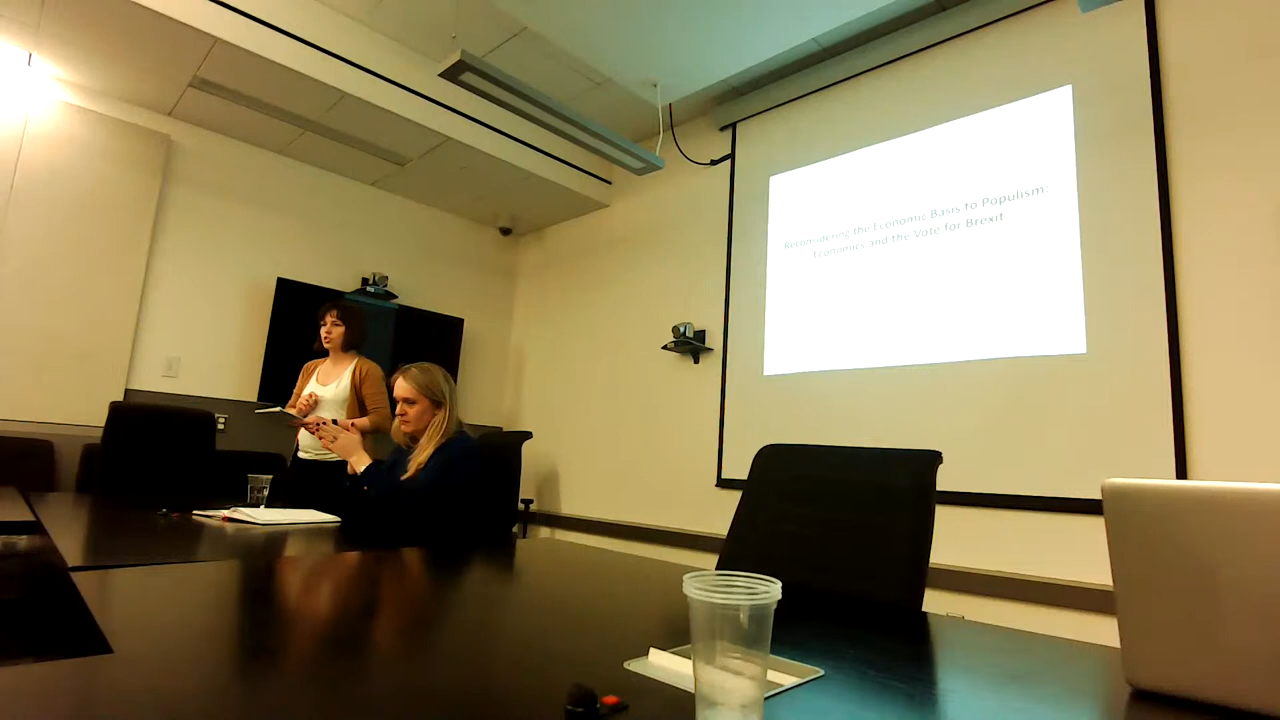 Reconsidering the Economic Basis to Populism:
Economics and the Vote for Brexit